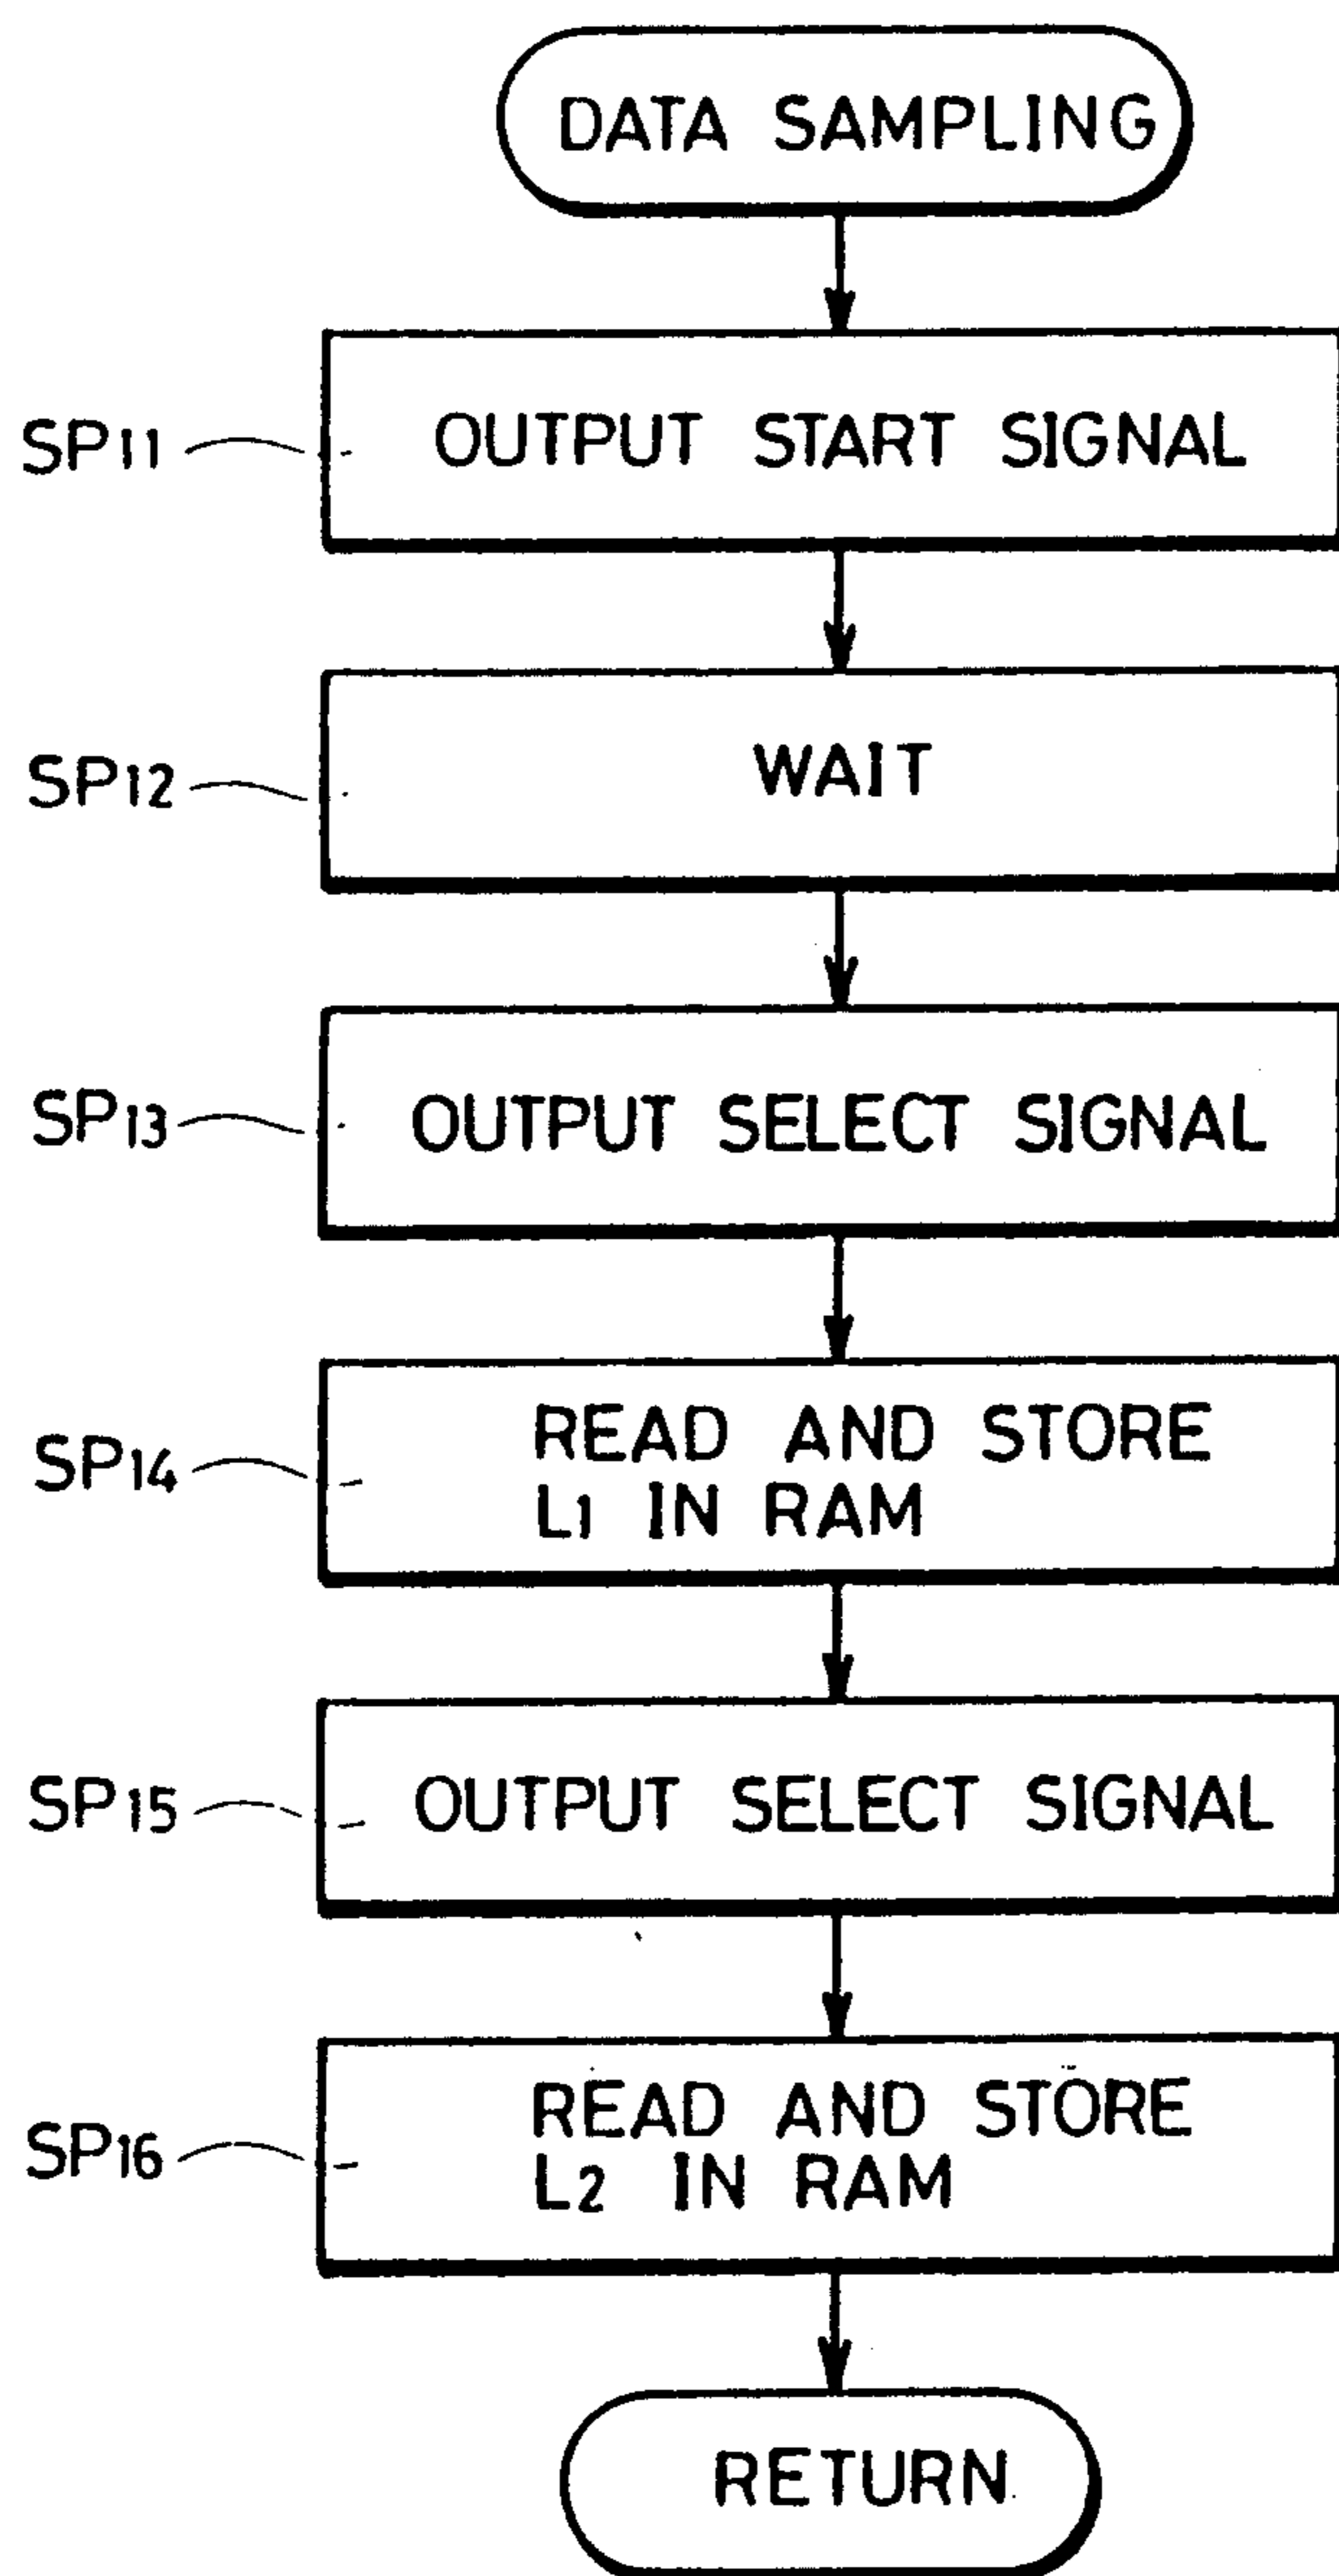 DATA SAMPLING
SP11
OUTPUT START SIGNAL
SP12
WAIT
SP13
OUTPUT SELECT SIGNAL
SP14
READ AND STORE
L1 IN RAM
SP15
OUTPUT SELECT SIGNAL
SP16
READ AND STORE
L2 IN RAM
RETURN